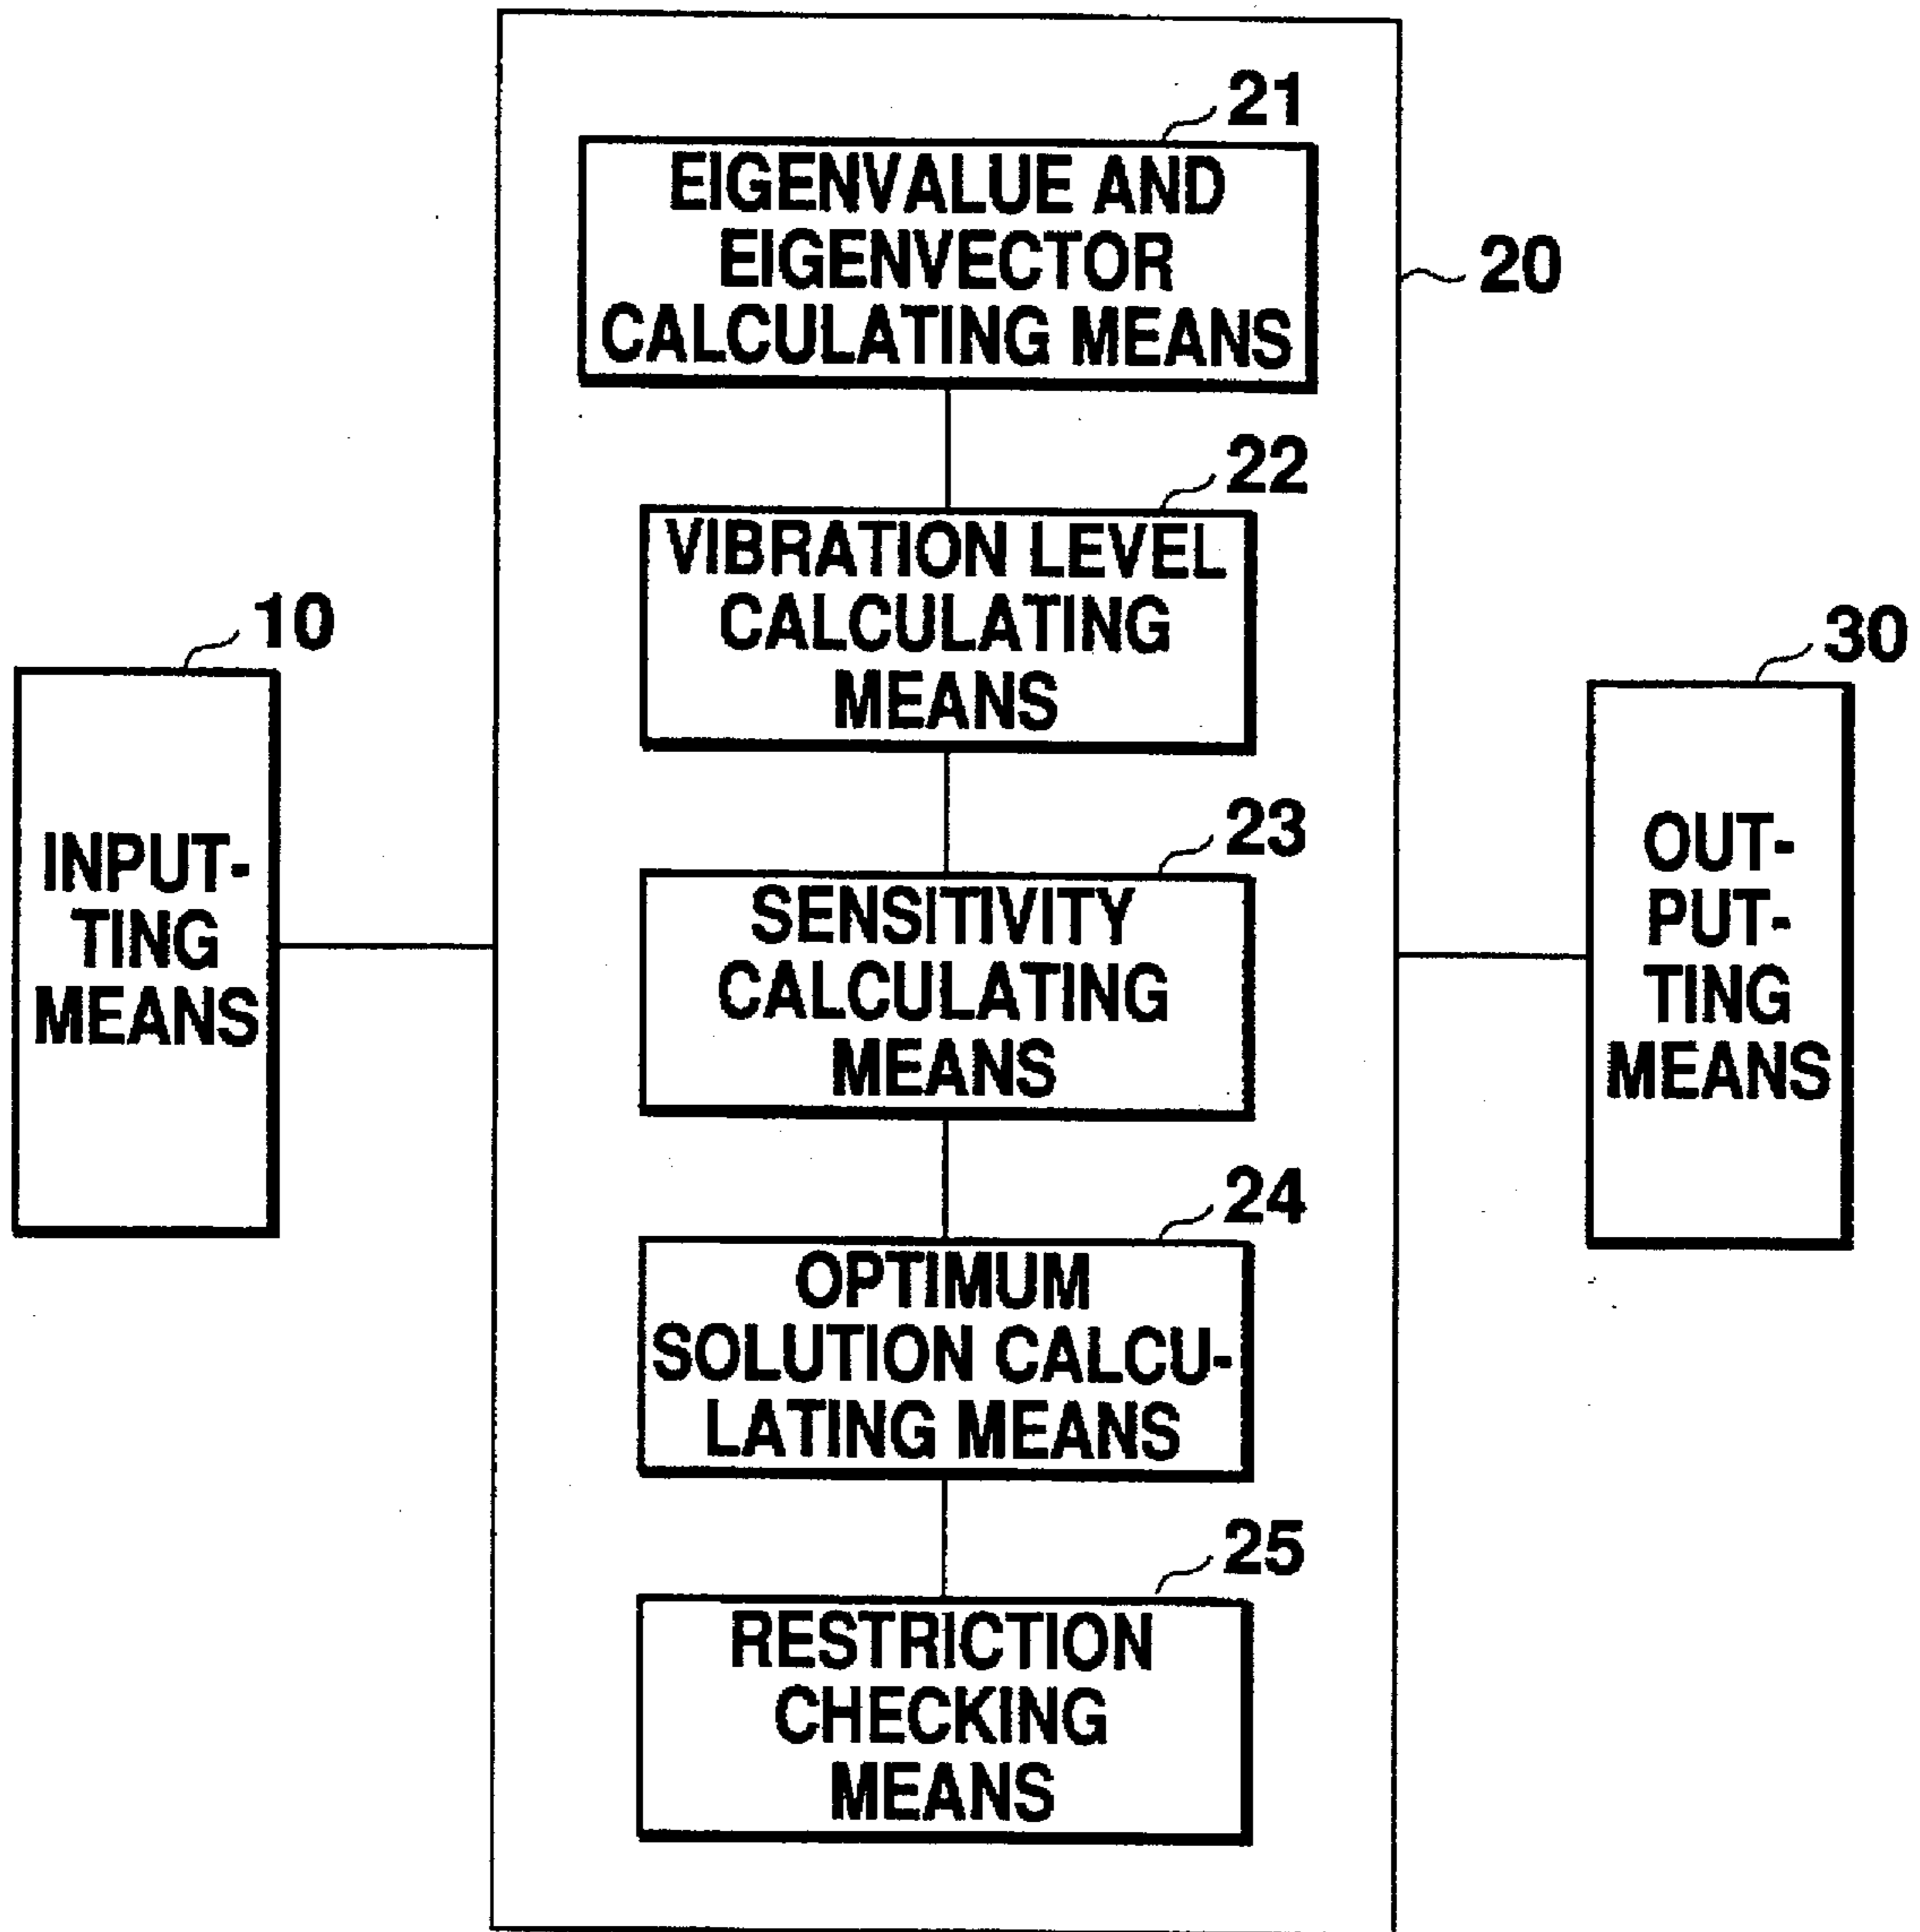 21
EIGENVALUE AND
EIGENVECTOR
CALCULATING MEANS
20
22
VIBRATION LEVEL
CALCULATING
MEANS
10
INPUT-
TING
MEANS
23
SENSITIVITY
CALCULATING
MEANS
30
OUT-
PUT-
TING
MEANS
24
OPTIMUM
SOLUTION CALCU-
LATING MEANS
25
RESTRICTION
CHECKING
MEANS